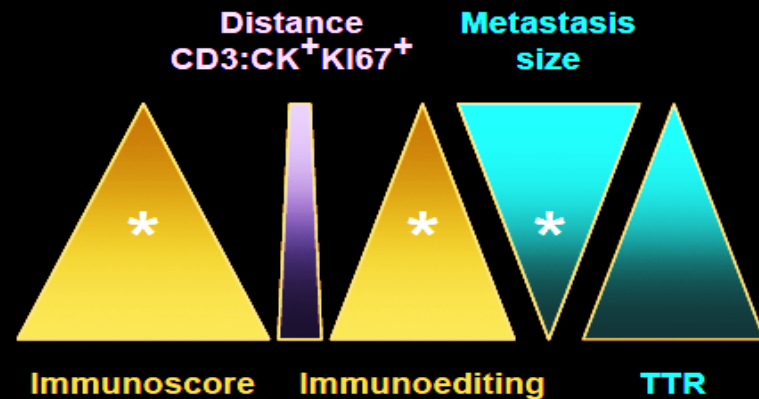 Distance
CD3:CK⁺KI67⁺
Metastasis
size
*
*
*
Immunoscore
Immunoediting
TTR